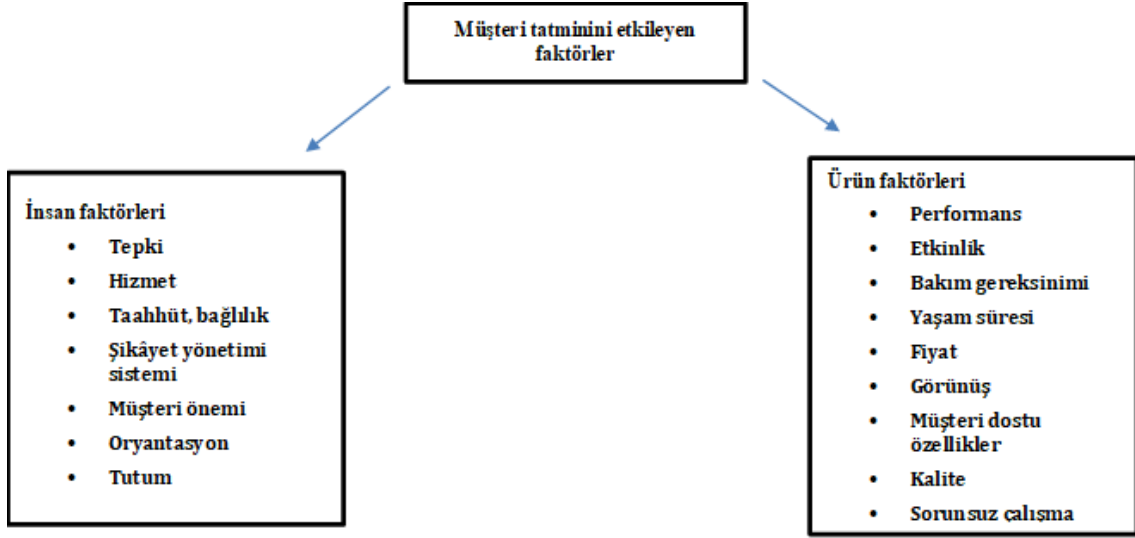 Müşteri tatminini etkileyen
faktörler
İnsan faktörleri
• Tepki
• Hizmet
• Taahhüt, bağlılık
• Şikâyet yönetimi
sistemi
• Müşteri önemi
• Oryantasyon
• Tutum
Ürün faktörleri
• Performans
• Etkinlik
• Bakım gereksinimi
• Yaşam süresi
• Fiyat
• Görünüş
• Müşteri dostu
özellikler
• Kalite
• Sorunsuz çalışma